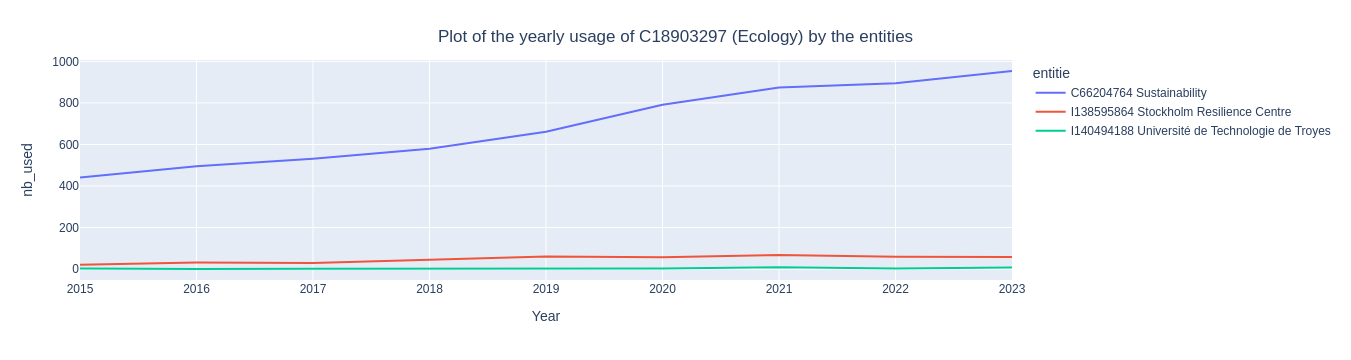 Plot of the yearly usage of C18903297 (Ecology) by the entities
1000
800
600
400
200
0
nb_used
2015 2016 2017 2018 2019 2020 2021 2022 2023
Year
entitie
C66204764 Sustainability
I138595864 Stockholm Resilience Centre
I140494188 Université de Technologie de Troyes